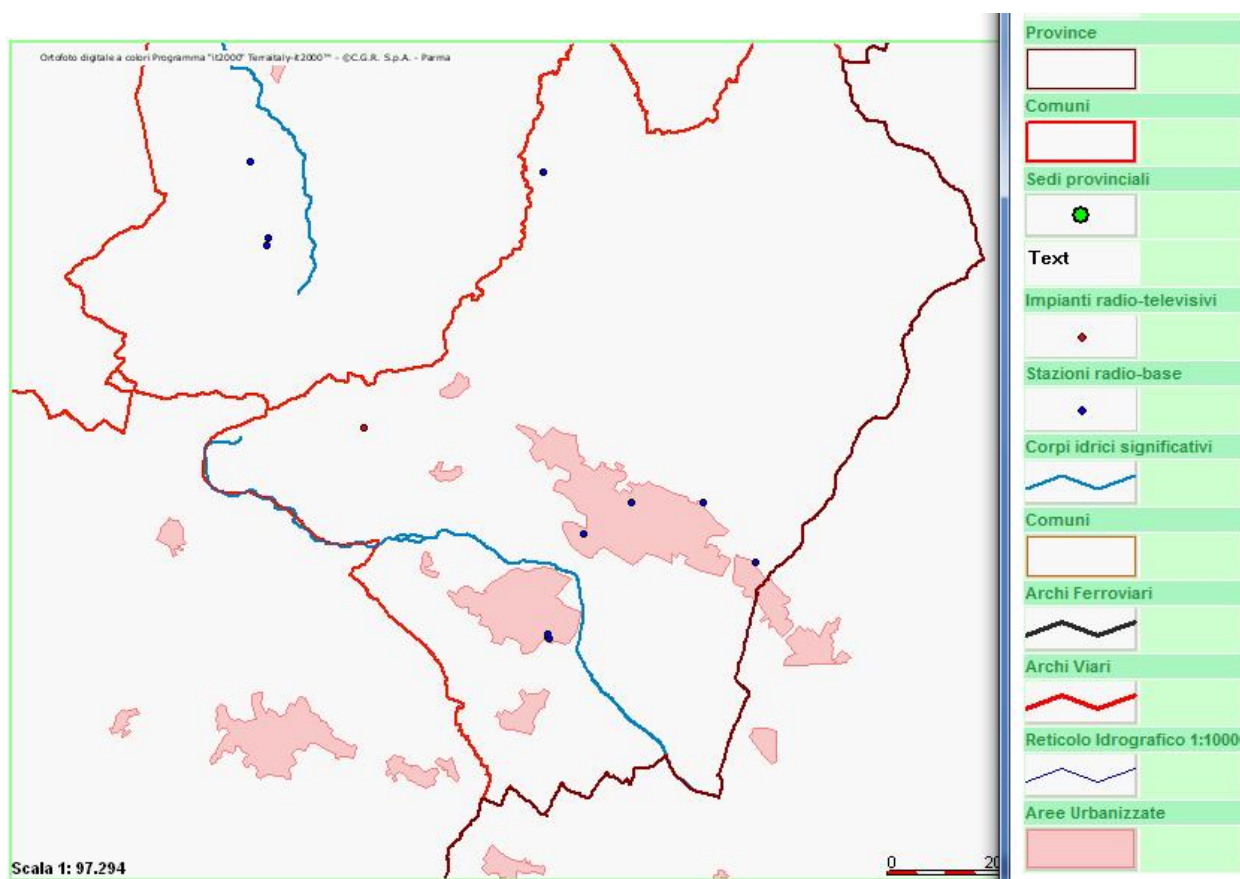 Ortofoto digitale a colori Programma "it2000" Terraitaly-it2000™ - ©C.G.R. S.p.A. - Parma
Scala 1: 97.294
0 20
Province
Comuni
Sedi provinciali
Text
Impianti radio-televisivi
Stazioni radio-base
Corpi idrici significativi
Comuni
Archi Ferroviari
Archi Viari
Reticolo Idrografico 1:1000
Aree Urbanizzate